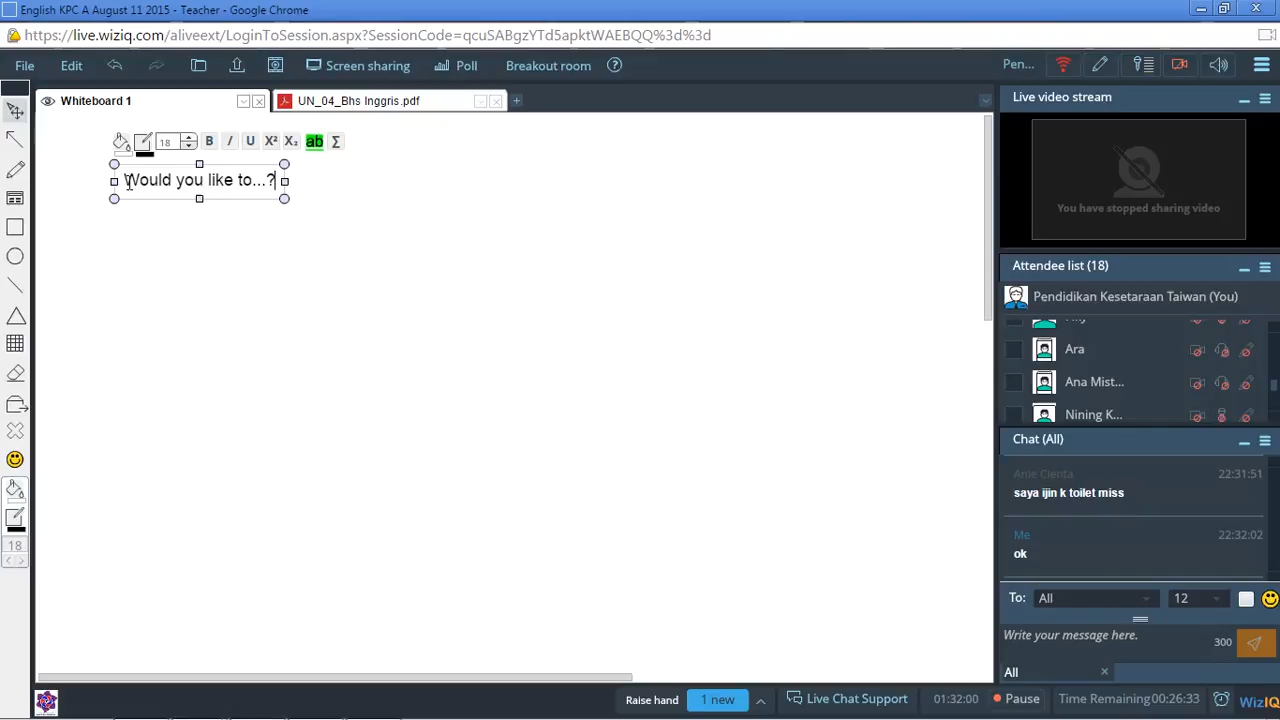 English KPC A August 11 2015 - Teacher - Google Chrome
https://live.wiziq.com/aliveext/LoginToSession.aspx?SessionCode=qcuSABgzYTd5apktWAEBQQ%3d%3d
File Edit Screen sharing Poll Breakout room ? Pen...
Whiteboard 1 UN_04_Bhs Inggris.pdf +
Live video stream
18 B I U X² X₂ ab Σ
Would you like to...?
You have stopped sharing video
Attendee list (18)
Pendidikan Kesetaraan Taiwan (You)
Ara
Ana Mist...
Nining K...
Chat (All)
Anie Clenta 22:31:51
saya ijin k toilet miss
Me 22:32:02
ok
18
To: All 12
Write your message here. 300
All
Raise hand 1 new Live Chat Support 01:32:00 Pause Time Remaining 00:26:33 WizIQ